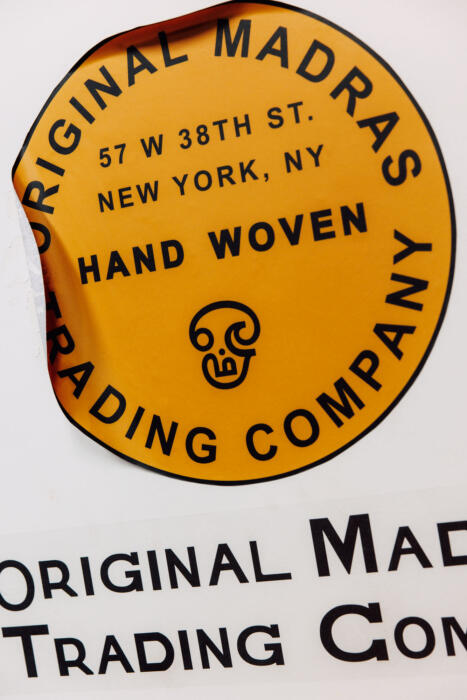 ORIGINAL MADRAS
57 W 38TH ST.
NEW YORK, NY
HAND WOVEN
TRADING COMPANY
ORIGINAL MAD
TRADING COM